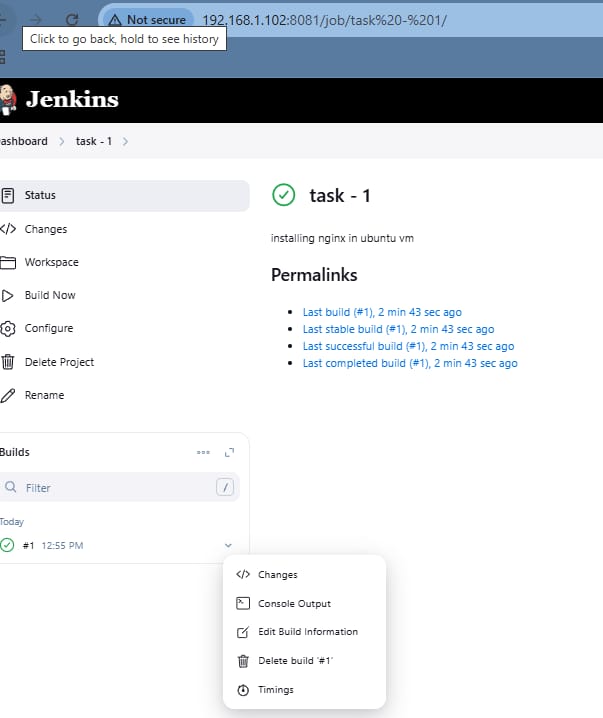 Not secure 192.168.1.102:8081/job/task%20-%201/
Click to go back, hold to see history
Jenkins
ashboard > task - 1 >
Status
Changes
Workspace
Build Now
Configure
Delete Project
Rename
task - 1
installing nginx in ubuntu vm
Permalinks
Last build (#1), 2 min 43 sec ago
Last stable build (#1), 2 min 43 sec ago
Last successful build (#1), 2 min 43 sec ago
Last completed build (#1), 2 min 43 sec ago
Builds
Filter /
Today
#1 12:55 PM
Changes
Console Output
Edit Build Information
Delete build ‘#1’
Timings